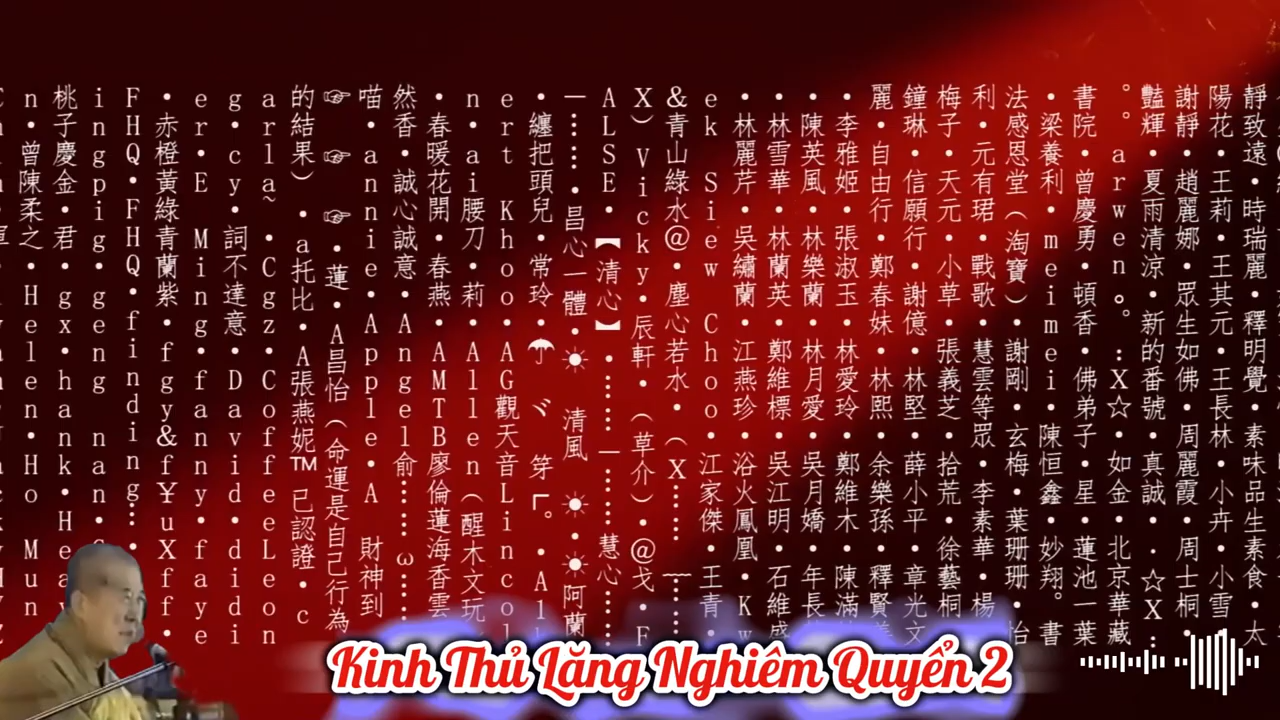 靜致遠・時瑞麗・釋明覺・素味品生素食・太
陽花・王莉・王其元・王長林・小卉・小雪・
謝靜・趙麗娜・眾生如佛・周麗霞・周士桐・
豔輝・夏雨清涼・新的番號・真誠・☆X⋯
。。arwen。。:X☆・如金・北京華藏
書院・曾慶勇・頓香・佛弟子・星・蓮池一葉
・梁養利・meimei・陳恒鑫・妙翔。書
法感恩堂（淘寶）・謝剛・玄梅・葉珊珊・怡
利・元有珺・戰歌・慧雲等眾・李素華・楊
梅子・天元・小草・張義芝・拾荒・徐藝桐
鐘琳・信願行・謝億・林堅・薛小平・章光文
麗・自由行・鄭春妹・林熙・余樂孫・釋賢
・李雅姬・張淑玉・林愛玲・鄭維木・陳滿
・陳英風・林樂蘭・林月愛・吳月嬌・年長
・林雪華・林蘭英・鄭維標・吳江明・石維盛
・林麗芹・吳繡蘭・江燕珍・浴火鳳凰・Kw
ek Siew Choo・江家傑・王青・
&青山綠水@・塵心若水・（X⋯⋯
X）Vicky・辰軒・（草介）・@戈・F
ALSE・【清心】・⋯⋯—⋯⋯慧心⋯
—⋯⋯・昌心一體・☀ 清風 ☀・☀阿蘭
・纏把頭兒・常玲・☂
ert Khoo・AG觀天音Lincol
n・ai腰刀・莉・Allen（醒木文玩
・春暖花開・春燕・AMTB廖倫蓮海香雲
然香・誠心誠意・Angel俞⋯⋯ω⋯
喵・annie・Apple・A 財神到
☞ ☞ ☞・蓮・A昌怡（命運是自己行為
的結果）・a托比・A張燕妮™ 已認證・c
arla~・Cgz・CoffeeLeon
g・cy・詞不達意・David・didi
er・E Ming・fanny・faye
・赤橙黃綠青蘭紫・fgy&f¥uXff・
FHQ・FHQ・finding⋯
ingpig・geng nan・
桃子慶金・君・gx・hank・Hea
n・曾陳柔之・Helen・Ho Mun
Kinh Thủ Lăng Nghiêm Quyển 2